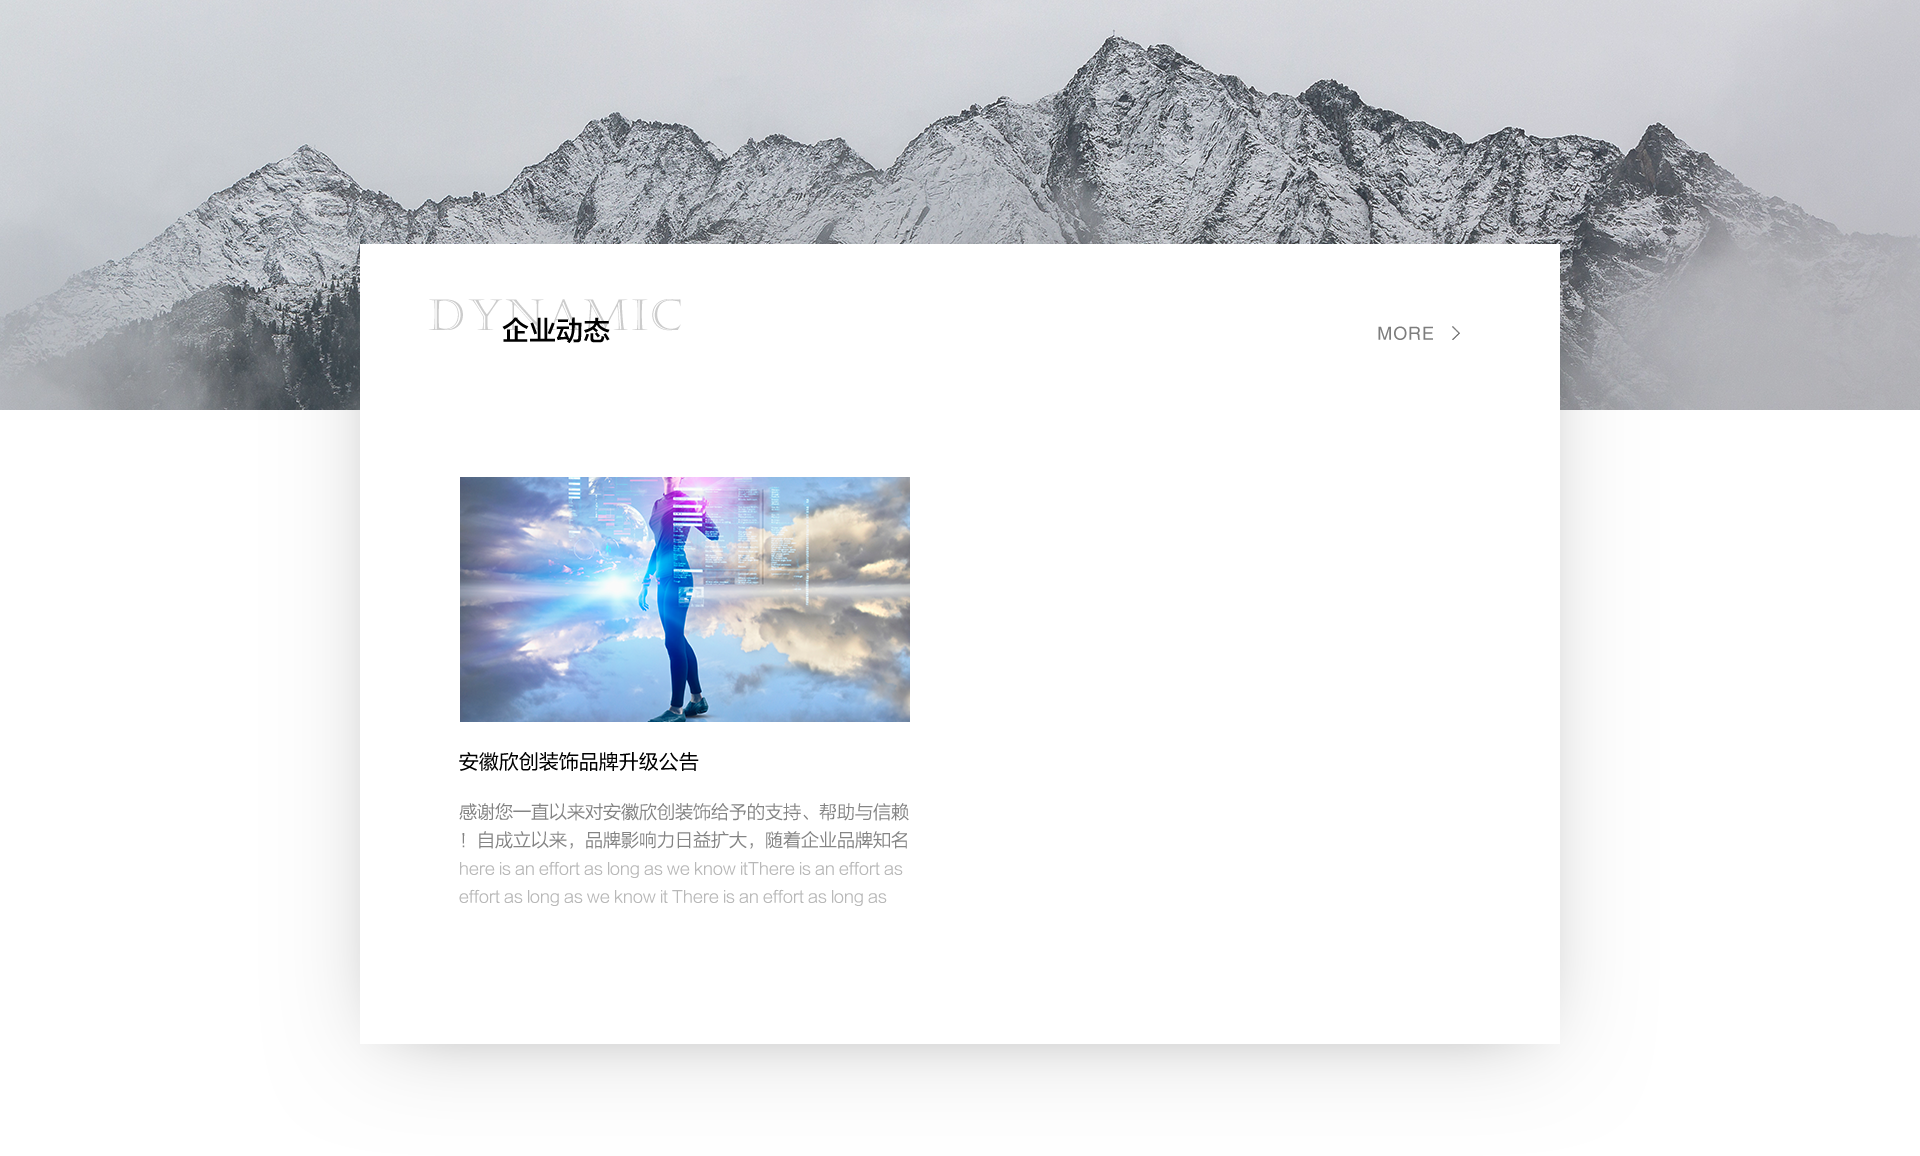 DYNAMIC
企业动态
MORE
安徽欣创装饰品牌升级公告
感谢您一直以来对安徽欣创装饰给予的支持、帮助与信赖
！自成立以来，品牌影响力日益扩大，随着企业品牌知名
here is an effort as long as we know itThere is an effort as
effort as long as we know it There is an effort as long as